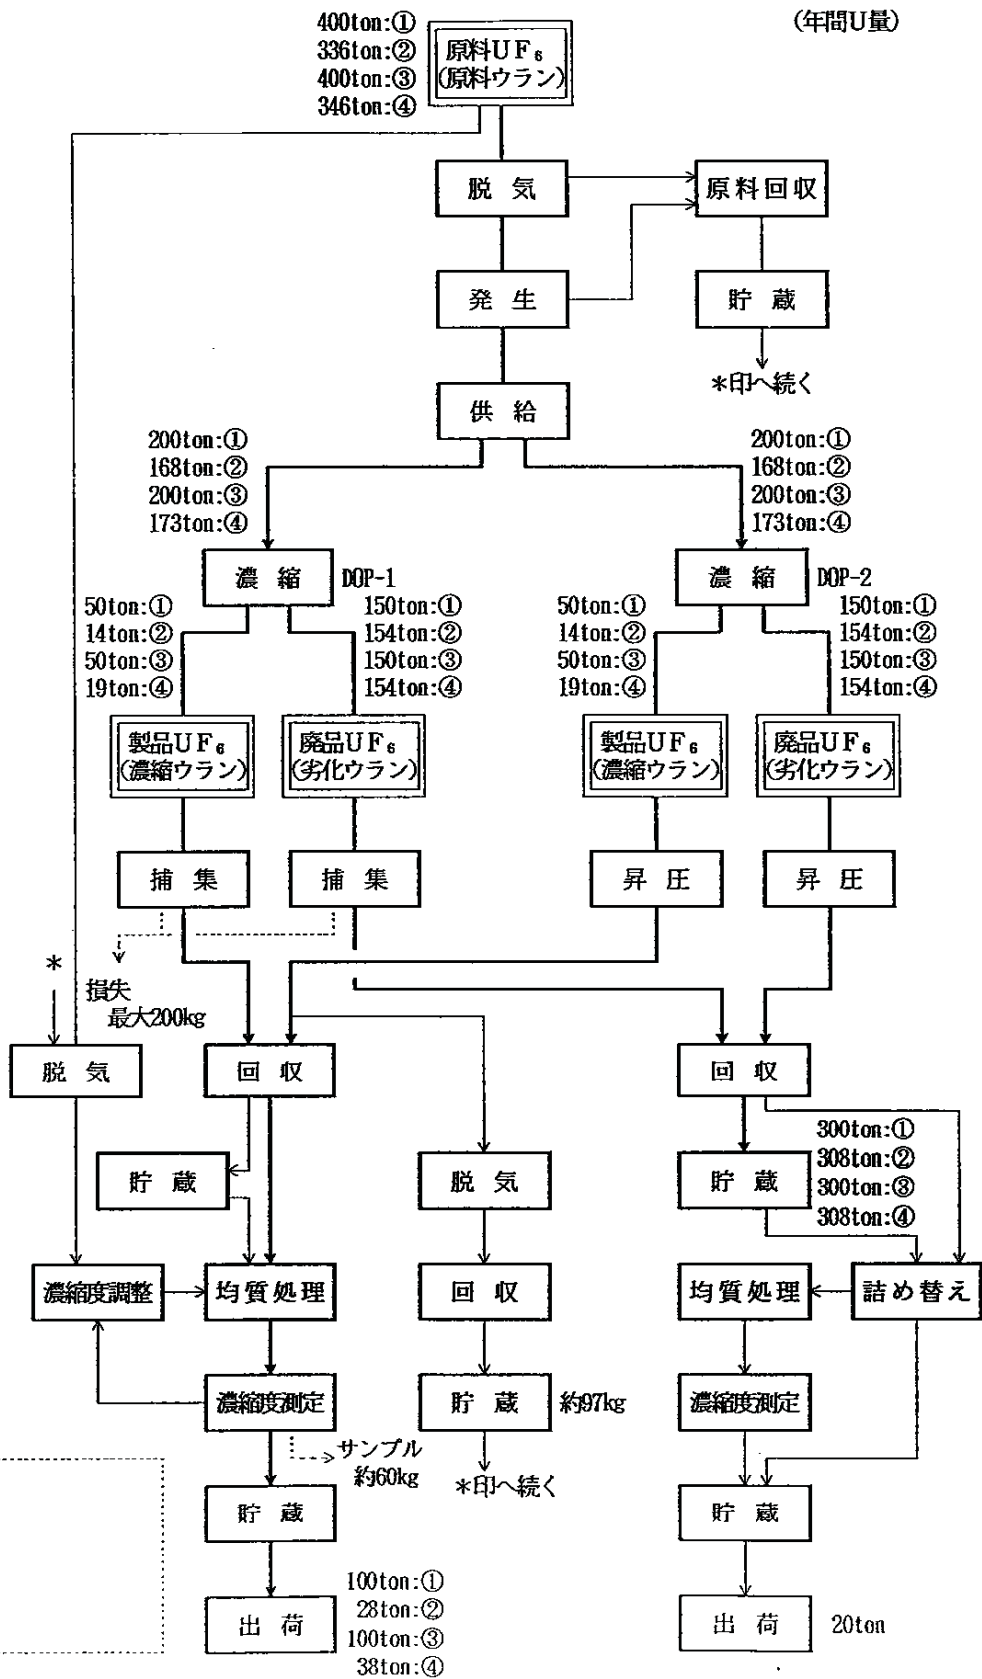 (年間U量)
400ton:①
336ton:②
400ton:③
346ton:④
原料UF₆
(原料ウラン)
脱気
原料回収
発生
貯蔵
*印へ続く
供給
200ton:①
168ton:②
200ton:③
173ton:④
200ton:①
168ton:②
200ton:③
173ton:④
濃縮
DOP-1
濃縮
DOP-2
50ton:①
14ton:②
50ton:③
19ton:④
150ton:①
154ton:②
150ton:③
154ton:④
50ton:①
14ton:②
50ton:③
19ton:④
150ton:①
154ton:②
150ton:③
154ton:④
製品UF₆
(濃縮ウラン)
廃品UF₆
(劣化ウラン)
製品UF₆
(濃縮ウラン)
廃品UF₆
(劣化ウラン)
捕集
捕集
昇圧
昇圧
*
損失
最大200kg
脱気
回収
回収
貯蔵
脱気
貯蔵
300ton:①
308ton:②
300ton:③
308ton:④
濃縮度調整
均質処理
回収
均質処理
詰め替え
濃縮度測定
貯蔵
約97kg
濃縮度測定
サンプル
約60kg
*印へ続く
貯蔵
貯蔵
出荷
100ton:①
28ton:②
100ton:③
38ton:④
出荷
20ton